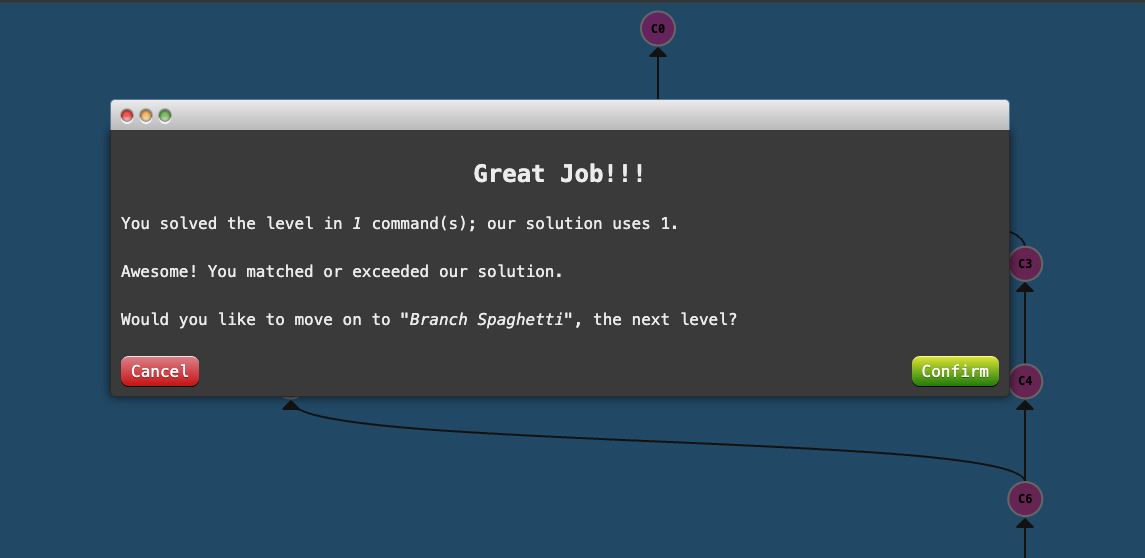 C0
Great Job!!!
You solved the level in 1 command(s); our solution uses 1.
Awesome! You matched or exceeded our solution.
Would you like to move on to "Branch Spaghetti", the next level?
Cancel
Confirm
C3
C4
C6